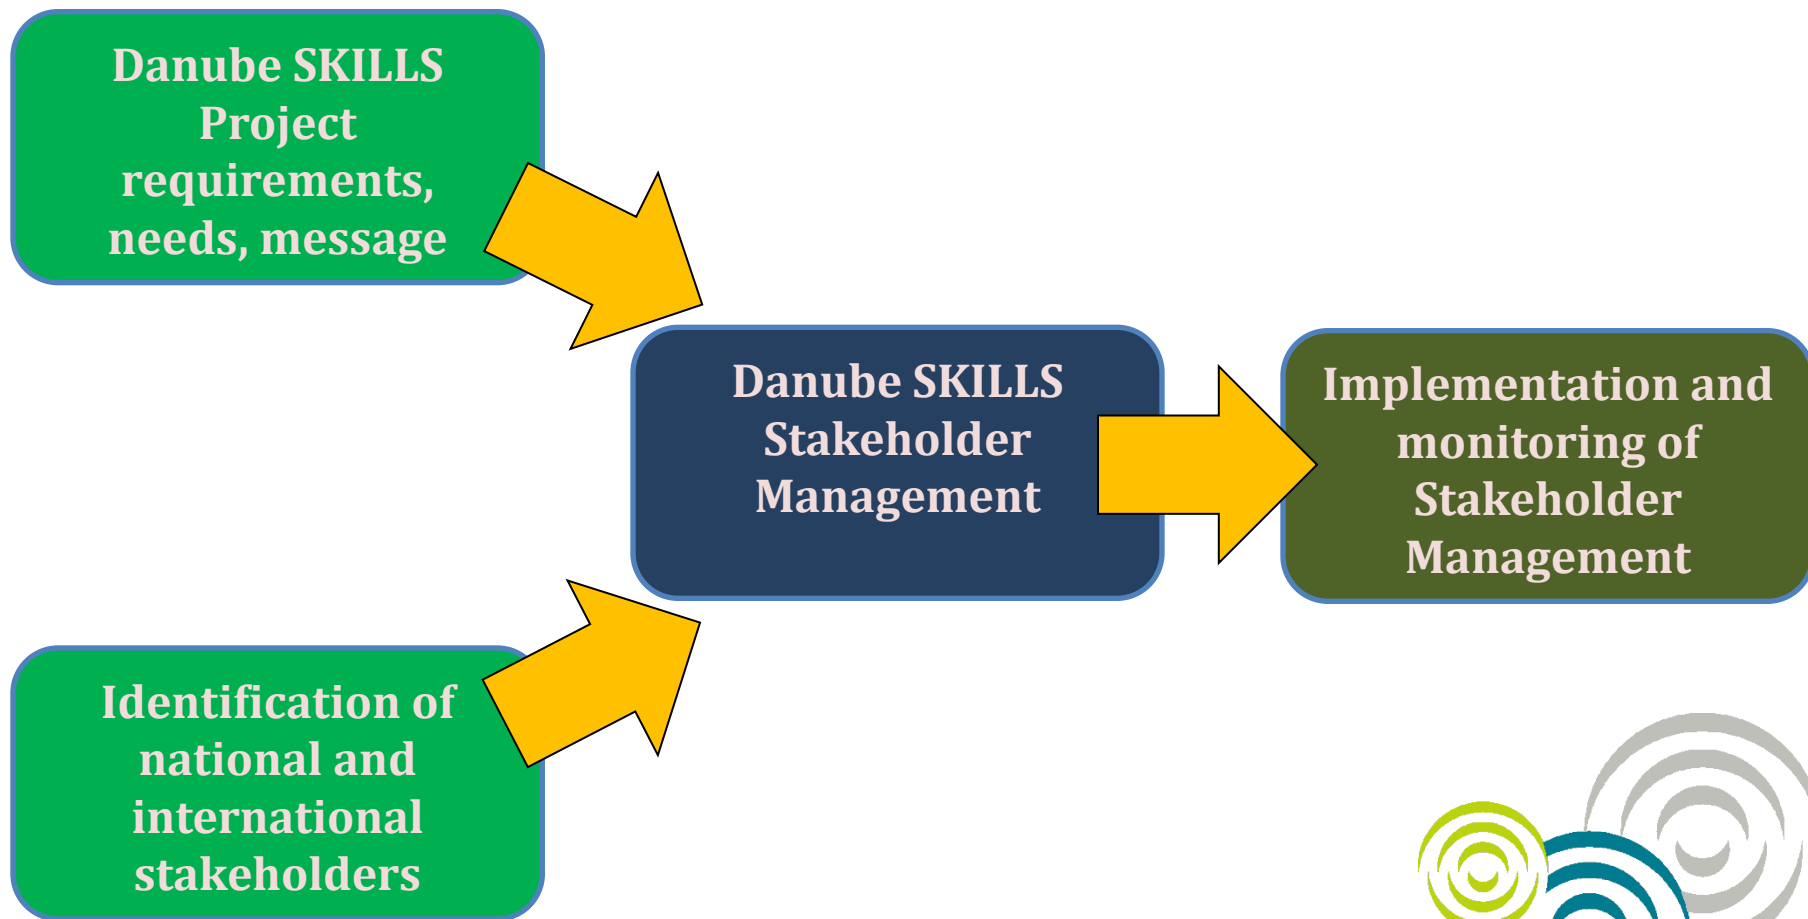 Danube SKILLS
Project
requirements,
needs, message
Danube SKILLS
Stakeholder
Management
Implementation and
monitoring of
Stakeholder
Management
Identification of
national and
international
stakeholders